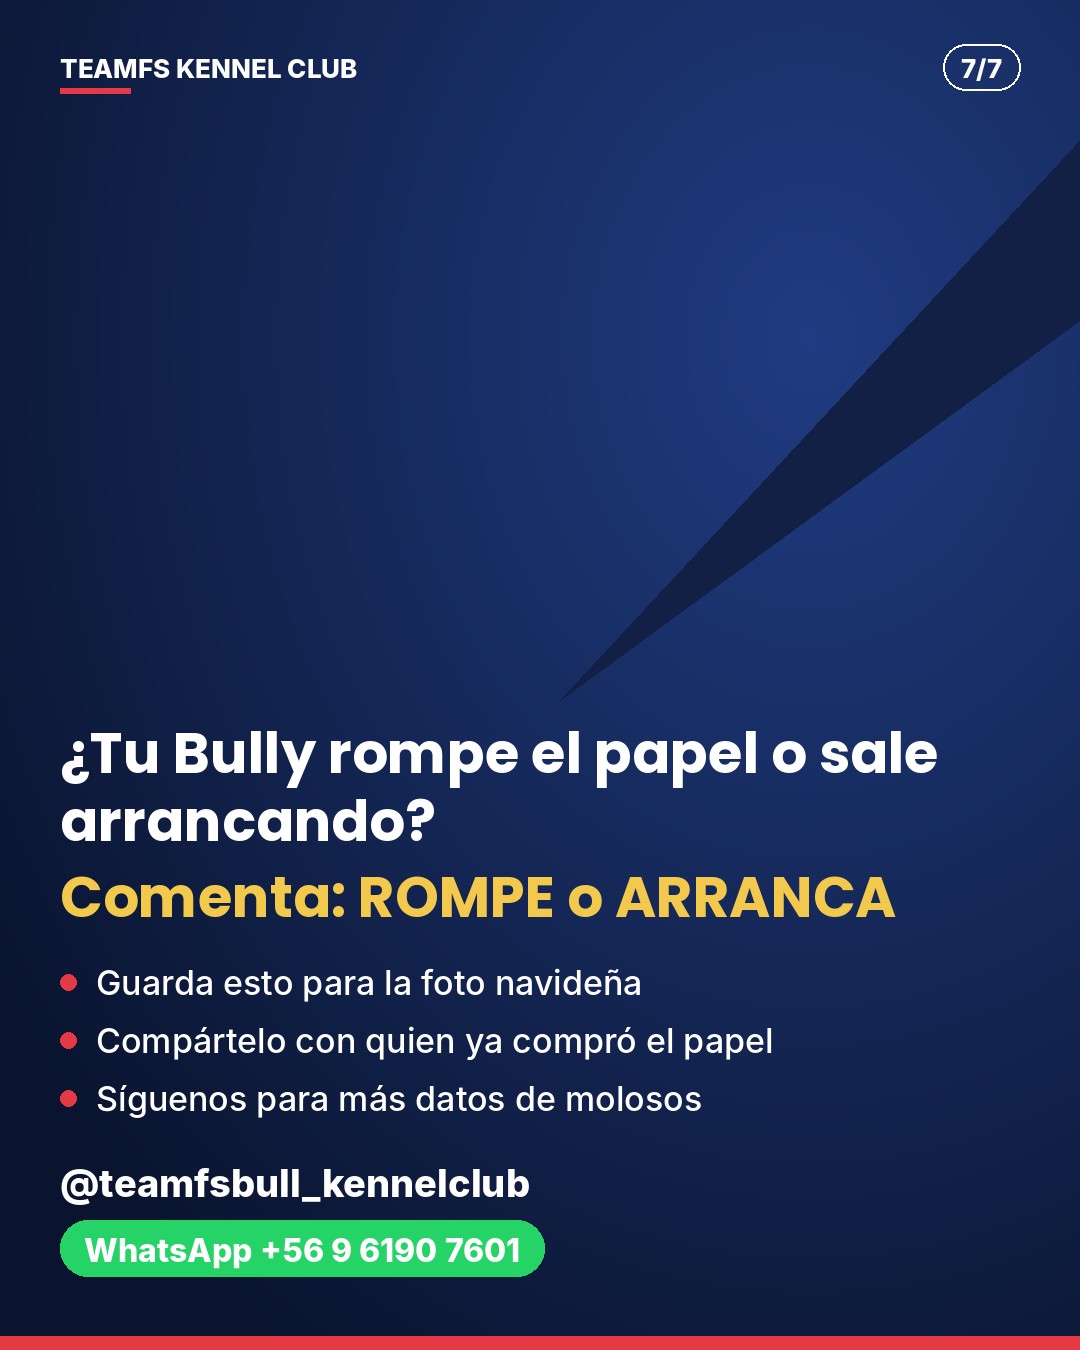 TEAMFS KENNEL CLUB
7/7
¿Tu Bully rompe el papel o sale
arrancando?
Comenta: ROMPE o ARRANCA
Guarda esto para la foto navideña
Compártelo con quien ya compró el papel
Síguenos para más datos de molosos
@teamfsbull_kennelclub
WhatsApp +56 9 6190 7601